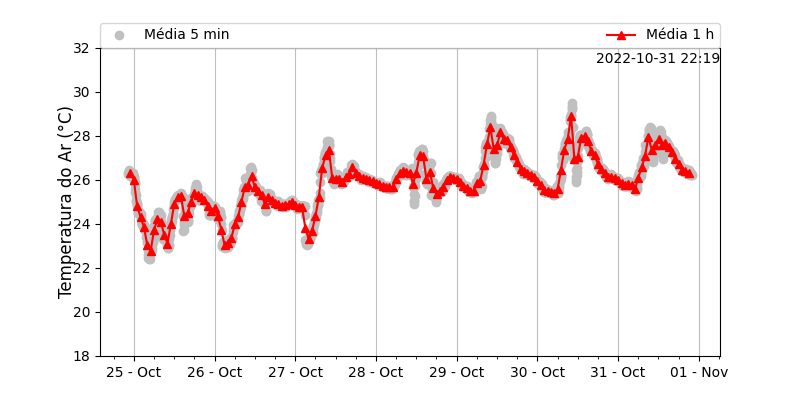 Média 5 min
Média 1 h
2022-10-31 22:19
Temperatura do Ar (°C)
32
30
28
26
24
22
20
18
25 - Oct
26 - Oct
27 - Oct
28 - Oct
29 - Oct
30 - Oct
31 - Oct
01 - Nov